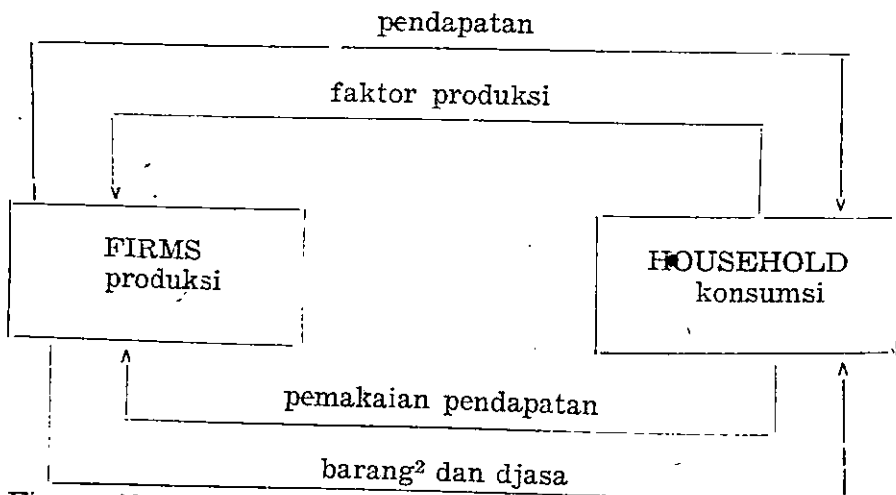 pendapatan
faktor produksi
FIRMS
produksi
HOUSEHOLD
konsumsi
pemakaian pendapatan
barang² dan djasa